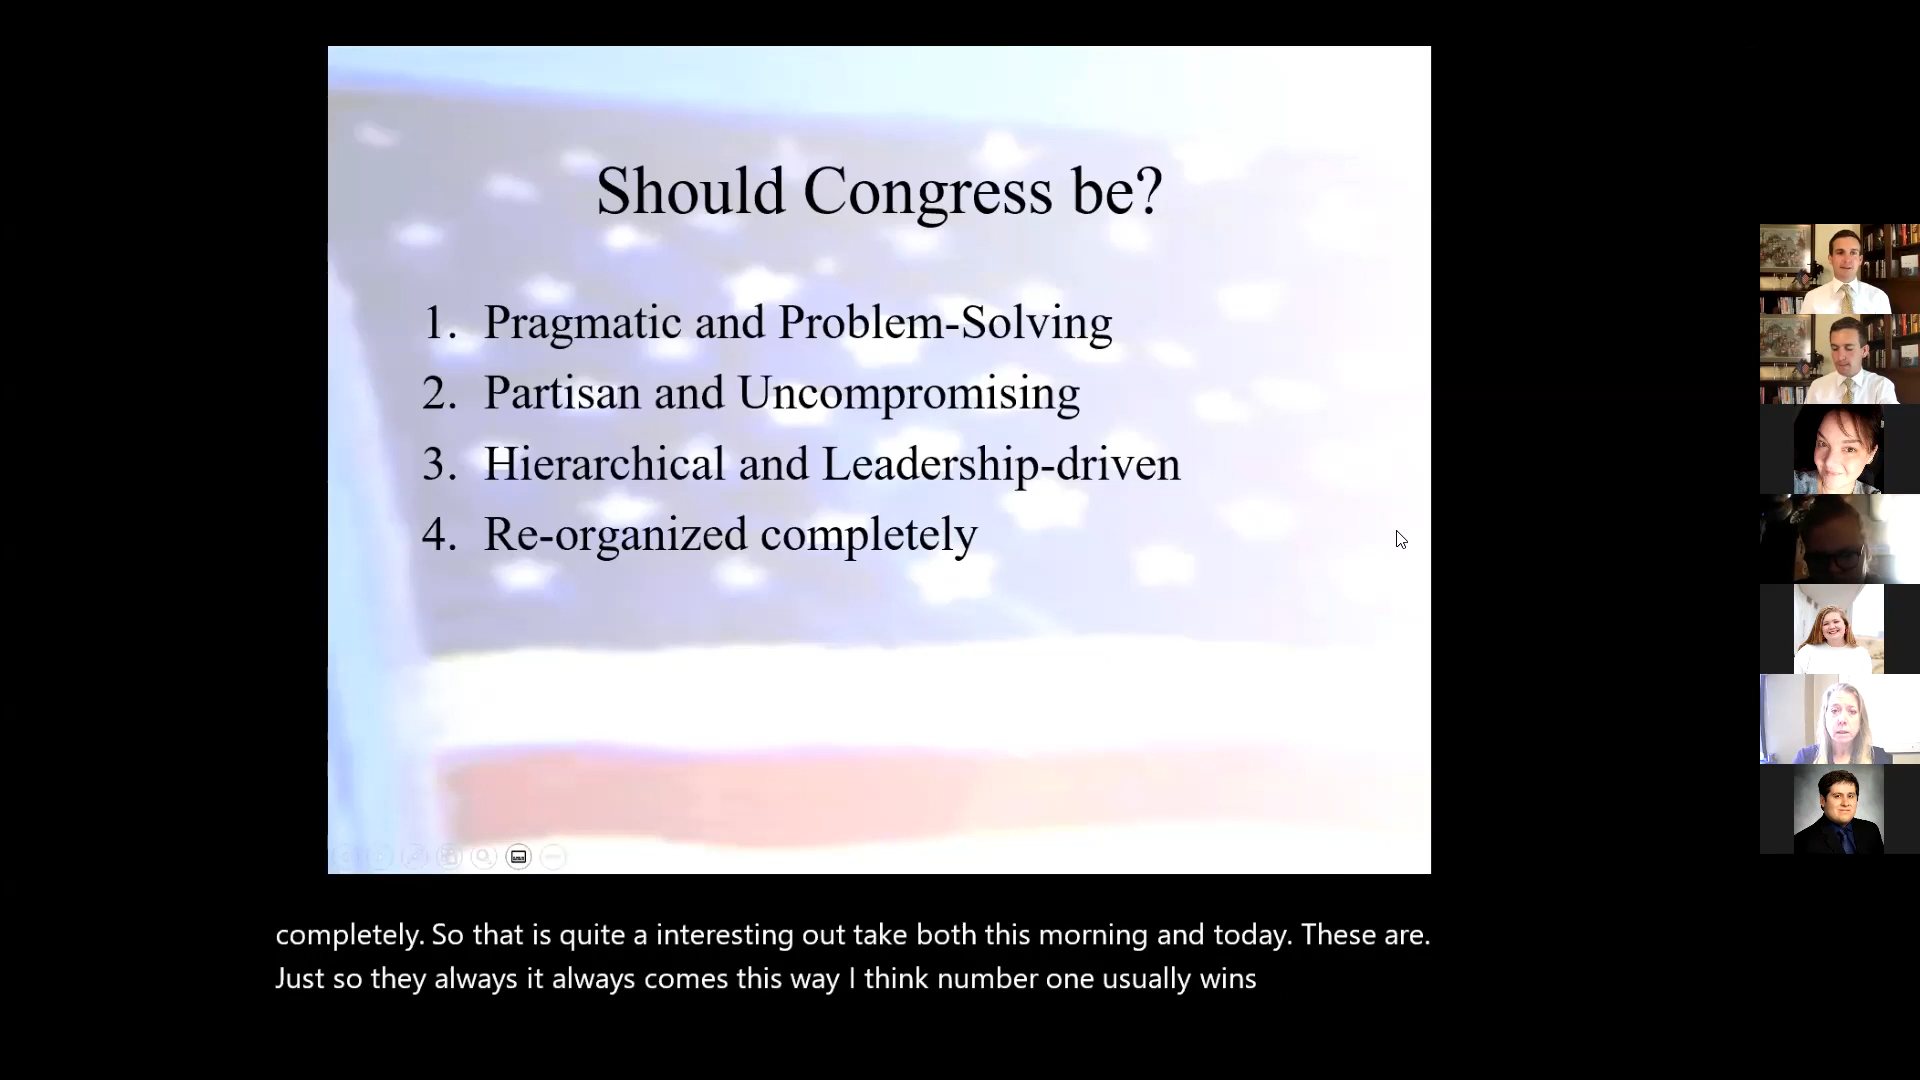 Should Congress be?
1. Pragmatic and Problem-Solving
2. Partisan and Uncompromising
3. Hierarchical and Leadership-driven
4. Re-organized completely
completely. So that is quite a interesting out take both this morning and today. These are.
Just so they always it always comes this way I think number one usually wins